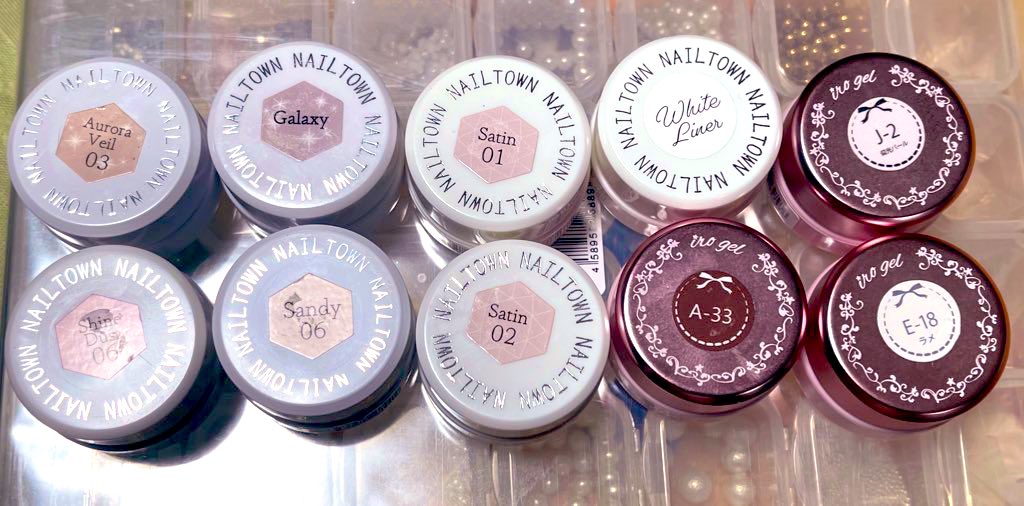 NAILTOWN NAILTOWN NAILTOWN
Aurora
Veil
03
NAILTOWN NAILTOWN NAILTOWN
Galaxy
NAILTOWN NAILTOWN NAILTOWN
Satin
01
NAILTOWN NAILTOWN NAILTOWN
White
Liner
iro gel
J-2
NAILTOWN NAILTOWN NAILTOWN
Shine
Dust
06
NAILTOWN NAILTOWN NAILTOWN
Sandy
06
NAILTOWN NAILTOWN NAILTOWN
Satin
02
iro gel
A-33
iro gel
E-18
ラメ